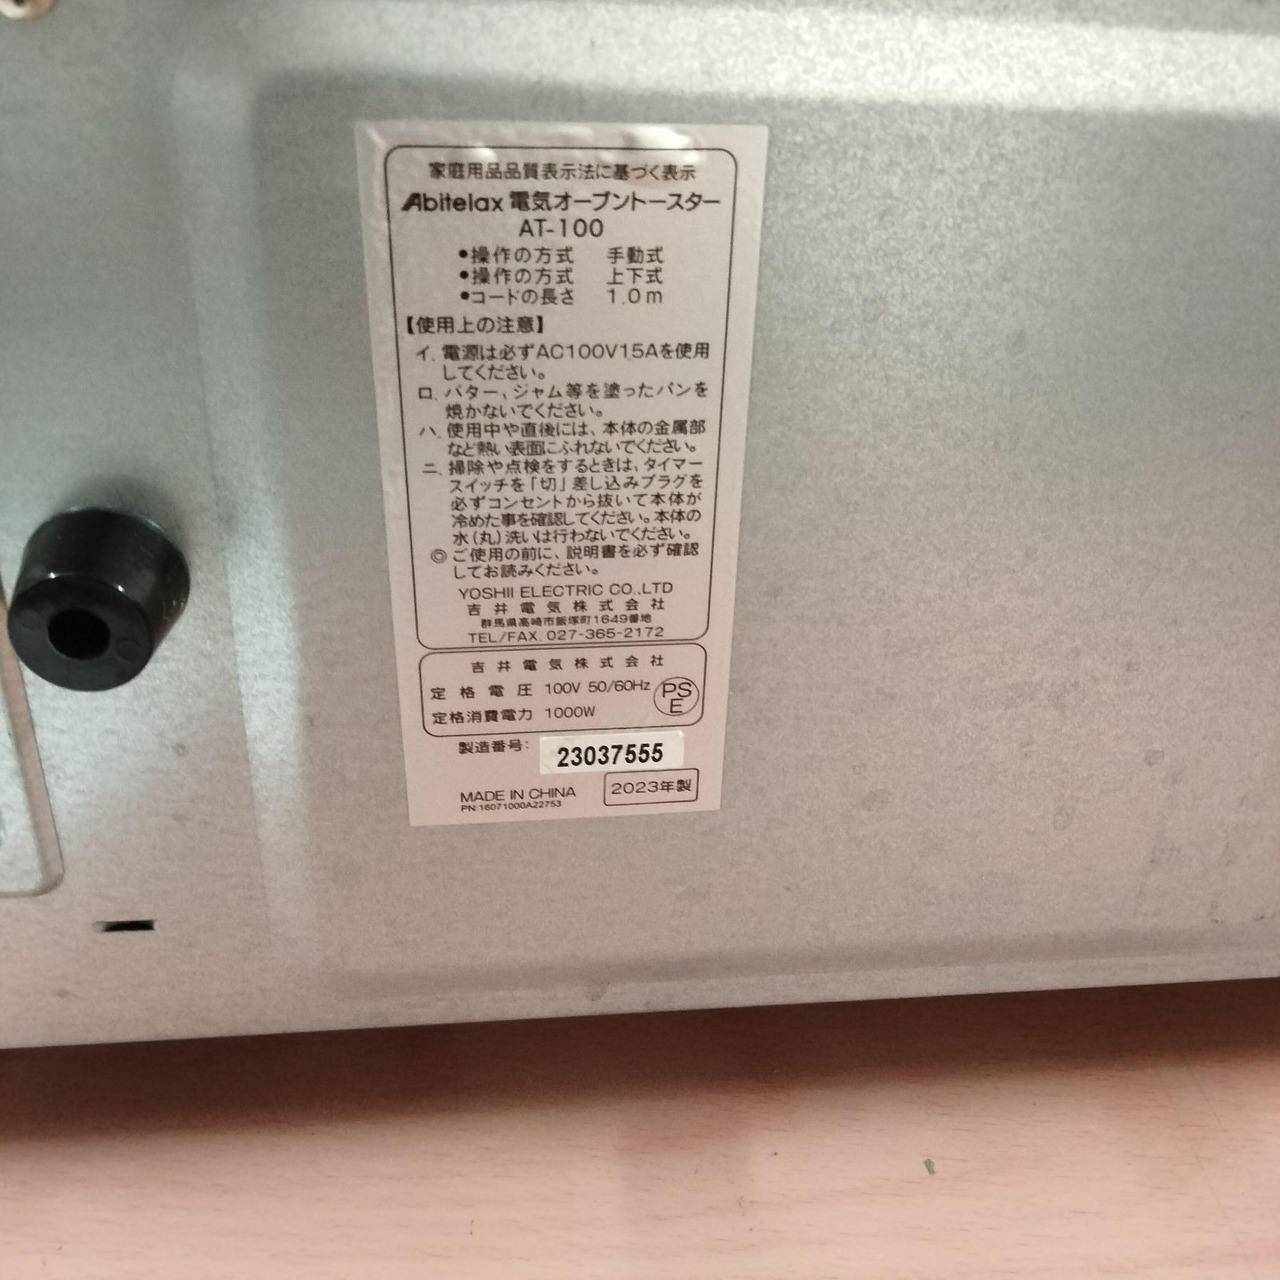 家庭用品品質表示法に基づく表示
Abitelax 電気オーブントースター
AT-100
•操作の方式 手動式
•操作の方式 上下式
•コードの長さ 1.0m
【使用上の注意】
イ. 電源は必ずAC100V15Aを使用
してください。
ロ. バター、ジャム等を塗ったパンを
焼かないでください。
ハ. 使用中や直後には、本体の金属部
など熱い表面にふれないでください。
ニ. 掃除や点検をするときは、タイマー
スイッチを「切」差し込みプラグを
必ずコンセントから抜いて本体が
冷めた事を確認してください。本体の
水(丸)洗いは行わないでください。
◎ ご使用の前に、説明書を必ず確認
してお読みください。
YOSHII ELECTRIC CO.,LTD
吉井電気株式会社
群馬県高崎市飯塚町1649番地
TEL/FAX. 027-365-2172
吉井電気株式会社
定格電圧 100V 50/60Hz
PS
E
定格消費電力 1000W
製造番号: 23037555
MADE IN CHINA 2023年製
PN:16071000A22753